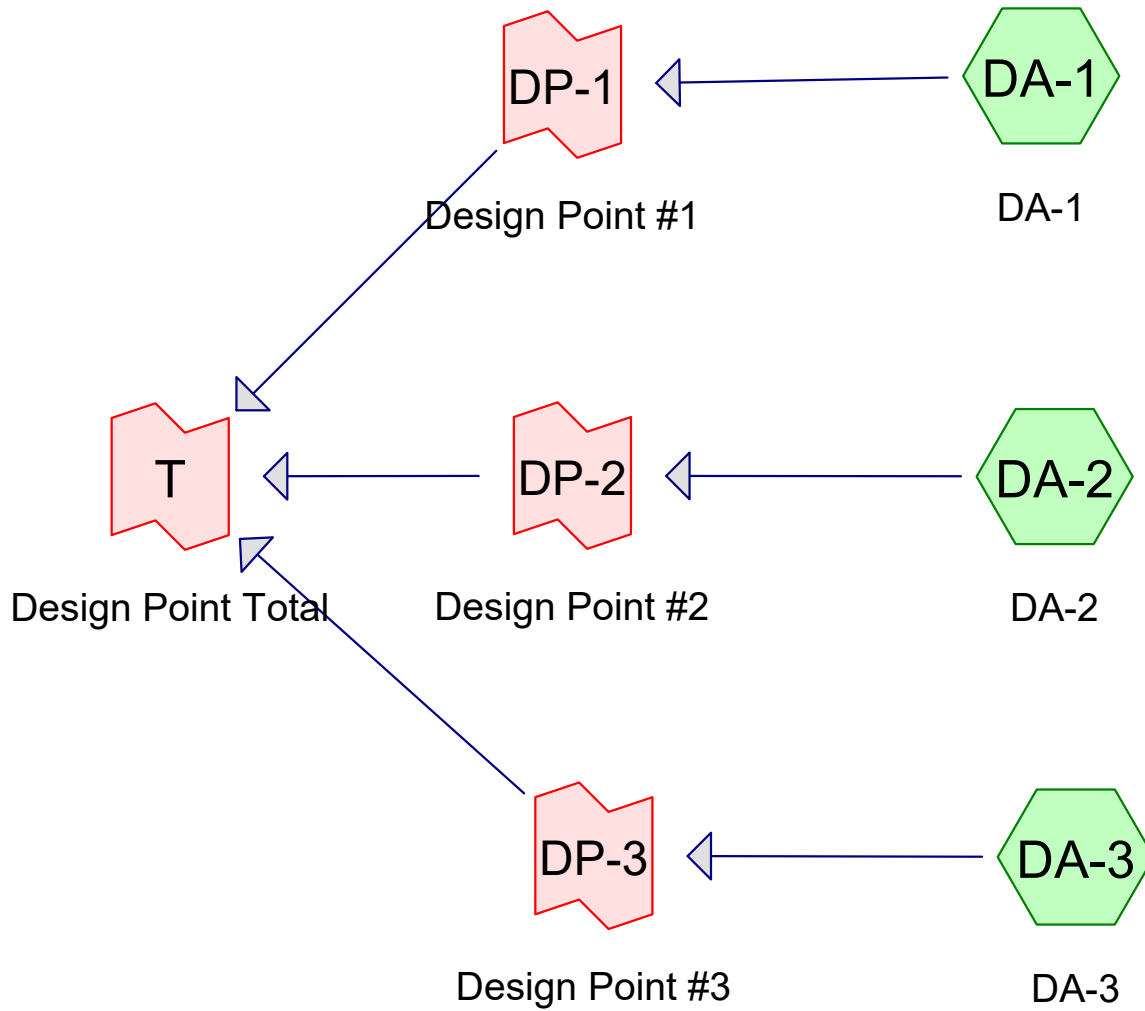 DP-1
DA-1
Design Point #1
DA-1
T
DP-2
DA-2
Design Point Total
Design Point #2
DA-2
DP-3
DA-3
Design Point #3
DA-3